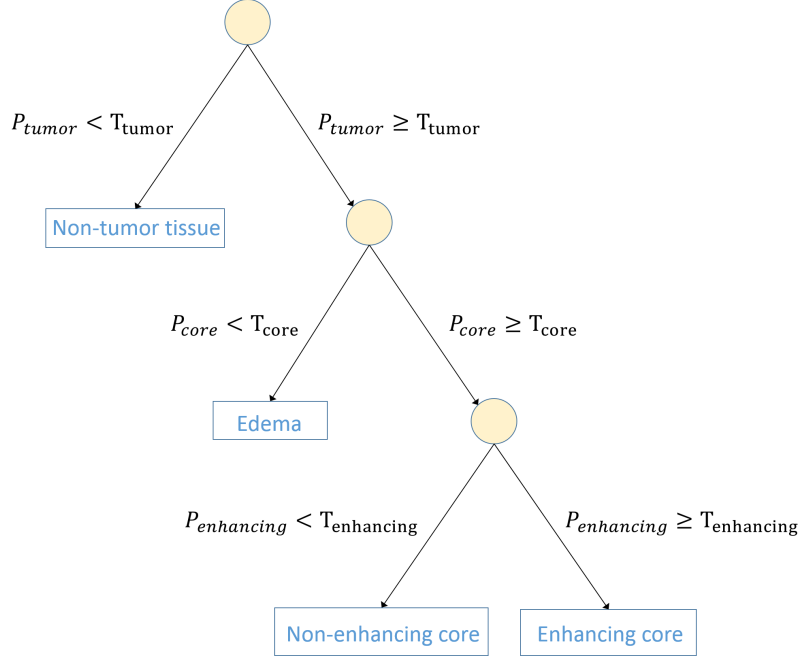 P_tumor < T_tumor
P_tumor ≥ T_tumor
Non-tumor tissue
P_core < T_core
P_core ≥ T_core
Edema
P_enhancing < T_enhancing
P_enhancing ≥ T_enhancing
Non-enhancing core
Enhancing core